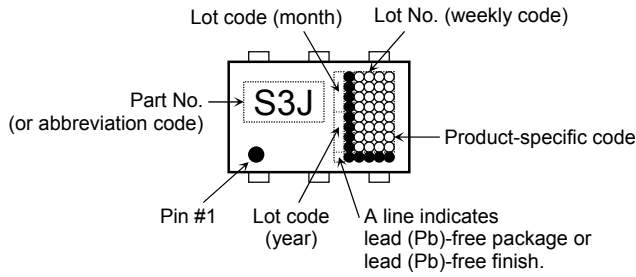 Lot code (month)
Lot No. (weekly code)
Part No.
(or abbreviation code)
S3J
Product-specific code
Pin #1
Lot code
(year)
A line indicates
lead (Pb)-free package or
lead (Pb)-free finish.